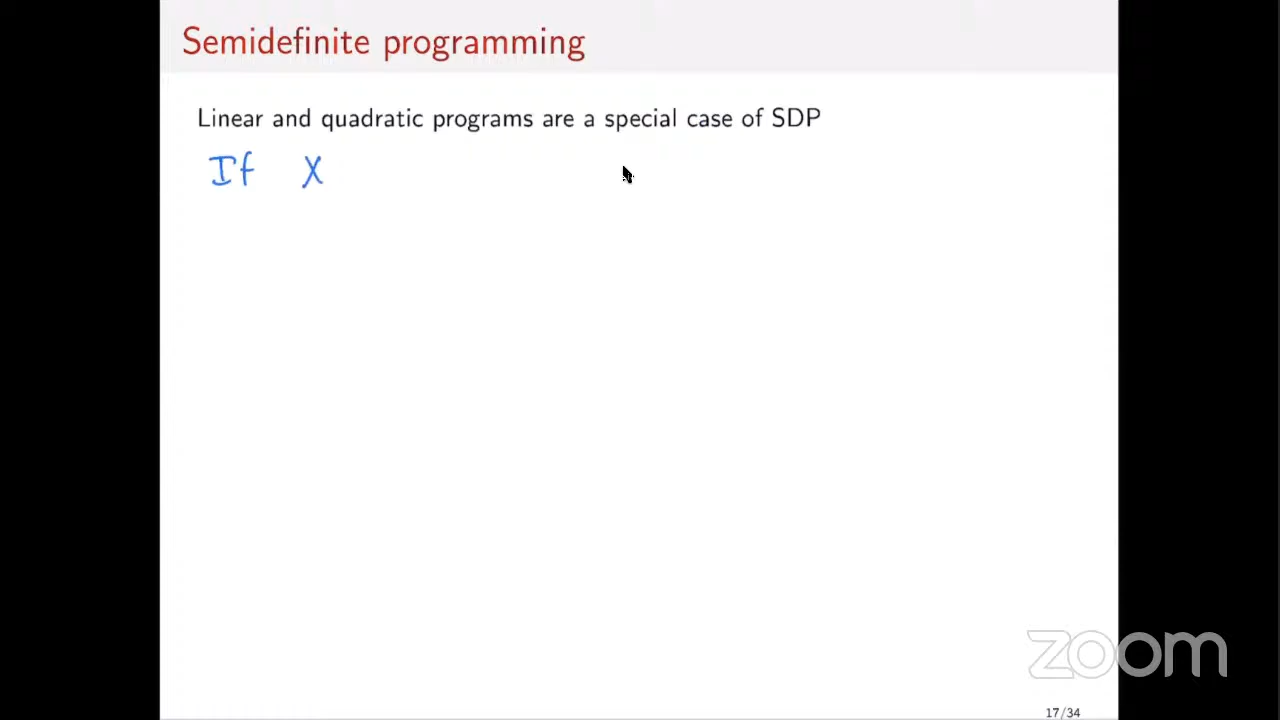 Semidefinite programming
Linear and quadratic programs are a special case of SDP
If X
zoom
17/34